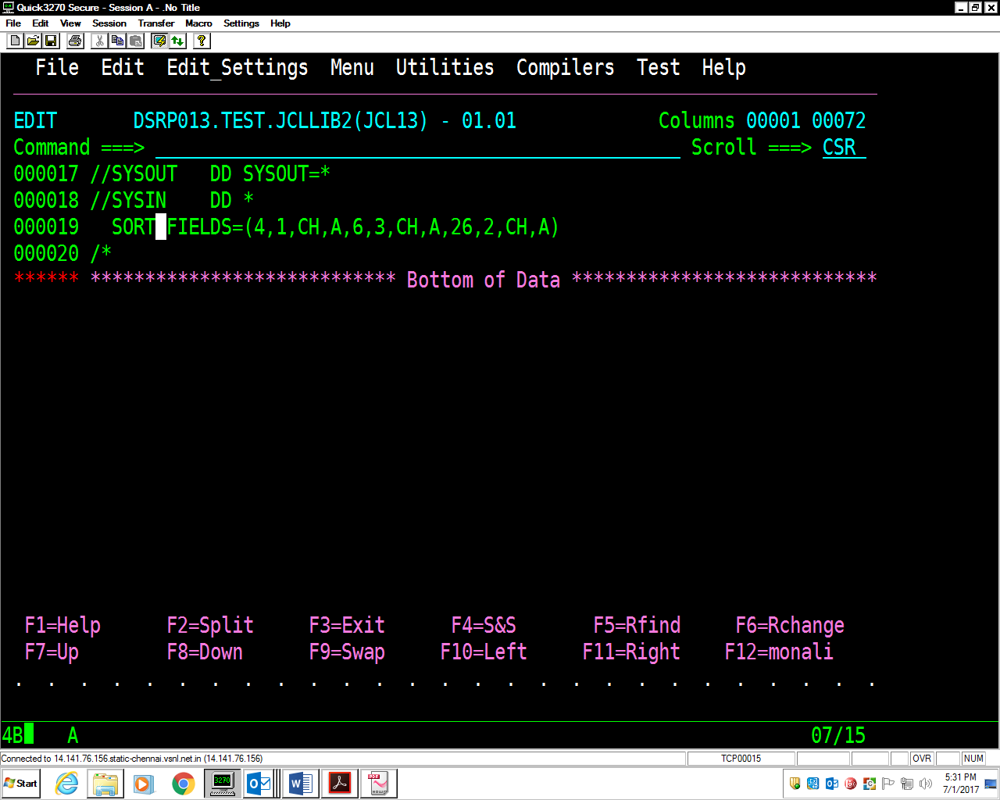 Quick3270 Secure - Session A - .No Title
File Edit View Session Transfer Macro Settings Help
File Edit Edit_Settings Menu Utilities Compilers Test Help
EDIT DSRP013.TEST.JCLLIB2(JCL13) - 01.01 Columns 00001 00072
Command ===> Scroll ===> CSR
000017 //SYSOUT DD SYSOUT=*
000018 //SYSIN DD *
000019 SORT FIELDS=(4,1,CH,A,6,3,CH,A,26,2,CH,A)
000020 /*
****** **************************** Bottom of Data ****************************
F1=Help F2=Split F3=Exit F4=S&S F5=Rfind F6=Rchange
F7=Up F8=Down F9=Swap F10=Left F11=Right F12=monali
. . . . . . . . . . . . . . . . . . . . . . . . . . .
4B A 07/15
Connected to 14.141.76.156.static-chennai.vsnl.net.in (14.141.76.156) TCP00015 OVR NUM
Start 3270 5:31 PM
7/1/2017